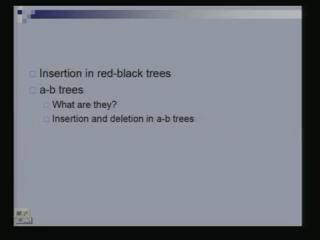 Insertion in red-black trees
a-b trees
What are they?
Insertion and deletion in a-b trees